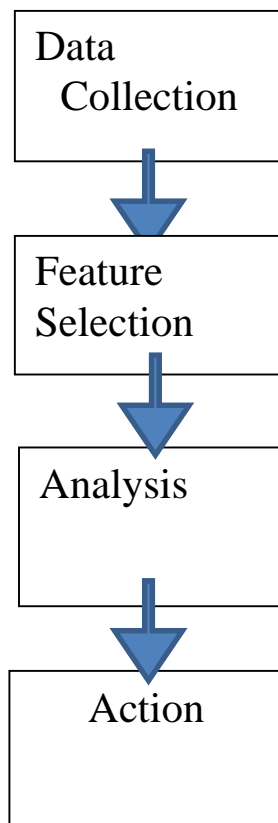 Data
Collection
Feature
Selection
Analysis
Action